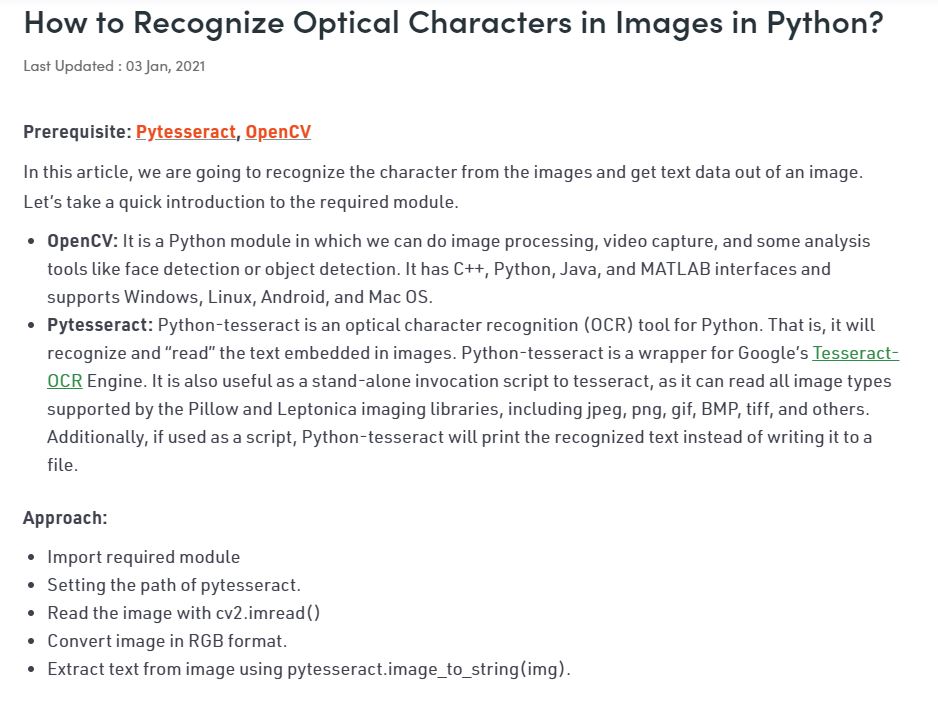 How to Recognize Optical Characters in Images in Python?
Last Updated : 03 Jan, 2021
Prerequisite: Pytesseract, OpenCV
In this article, we are going to recognize the character from the images and get text data out of an image.
Let’s take a quick introduction to the required module.
• OpenCV: It is a Python module in which we can do image processing, video capture, and some analysis
tools like face detection or object detection. It has C++, Python, Java, and MATLAB interfaces and
supports Windows, Linux, Android, and Mac OS.
• Pytesseract: Python-tesseract is an optical character recognition (OCR) tool for Python. That is, it will
recognize and “read” the text embedded in images. Python-tesseract is a wrapper for Google’s Tesseract-
OCR Engine. It is also useful as a stand-alone invocation script to tesseract, as it can read all image types
supported by the Pillow and Leptonica imaging libraries, including jpeg, png, gif, BMP, tiff, and others.
Additionally, if used as a script, Python-tesseract will print the recognized text instead of writing it to a
file.
Approach:
• Import required module
• Setting the path of pytesseract.
• Read the image with cv2.imread()
• Convert image in RGB format.
• Extract text from image using pytesseract.image_to_string(img).